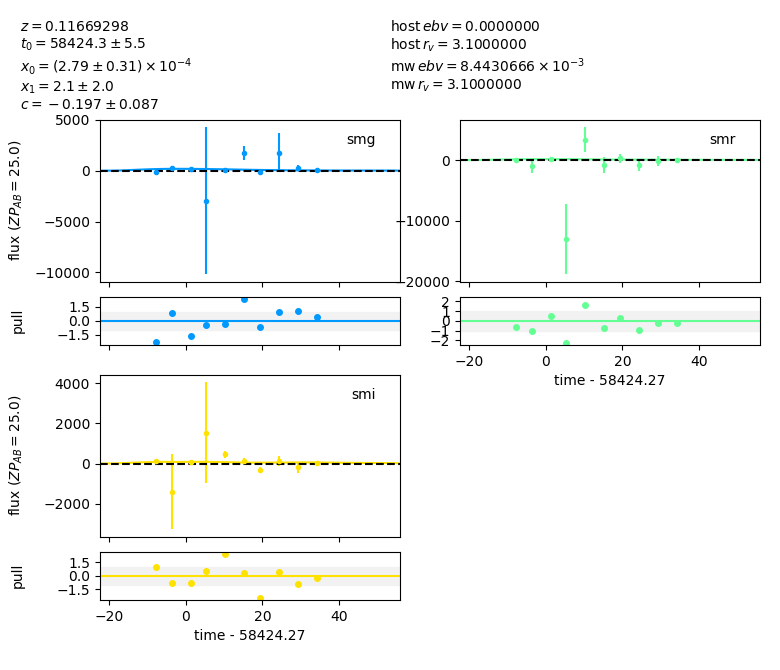 z = 0.11669298
t₀ = 58424.3 ± 5.5
x₀ = (2.79 ± 0.31) × 10⁻⁴
x₁ = 2.1 ± 2.0
c = −0.197 ± 0.087
host ebv = 0.0000000
host r_v = 3.1000000
mw ebv = 8.4430666 × 10⁻³
mw r_v = 3.1000000
5000
0
−5000
−10000
flux (ZP_AB = 25.0)
smg
0
−10000
−20000
smr
1.5
0.0
−1.5
pull
2
1
0
−1
−2
−20
0
20
40
time - 58424.27
4000
2000
0
−2000
flux (ZP_AB = 25.0)
smi
1.5
0.0
−1.5
pull
−20
0
20
40
time - 58424.27